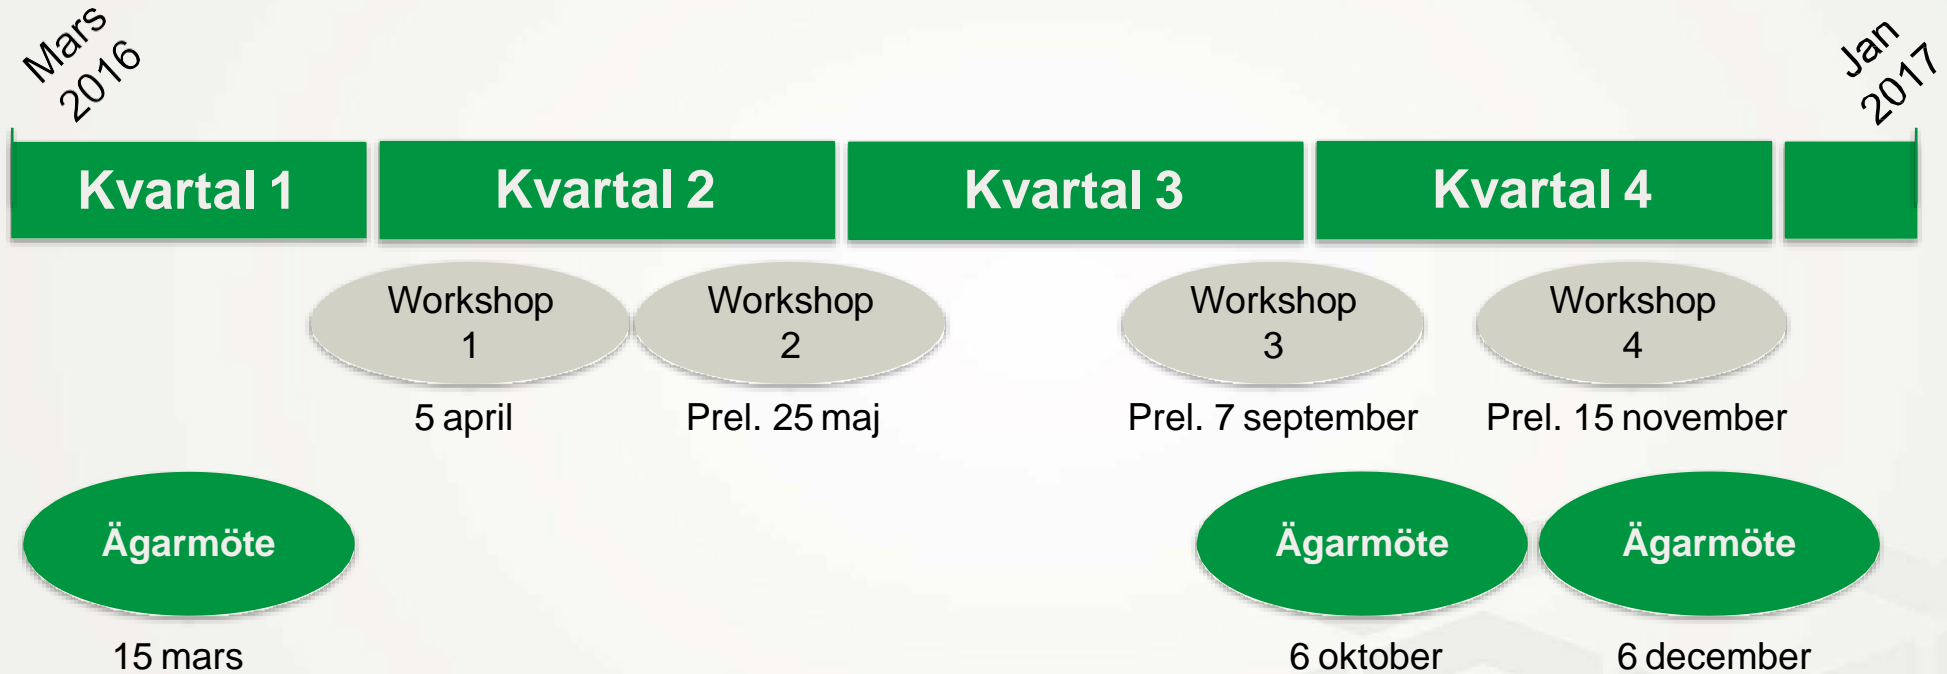 Mars
2016
Jan
2017
Kvartal 1
Kvartal 2
Kvartal 3
Kvartal 4
Workshop
1
Workshop
2
Workshop
3
Workshop
4
5 april
Prel. 25 maj
Prel. 7 september
Prel. 15 november
Ägarmöte
Ägarmöte
Ägarmöte
15 mars
6 oktober
6 december